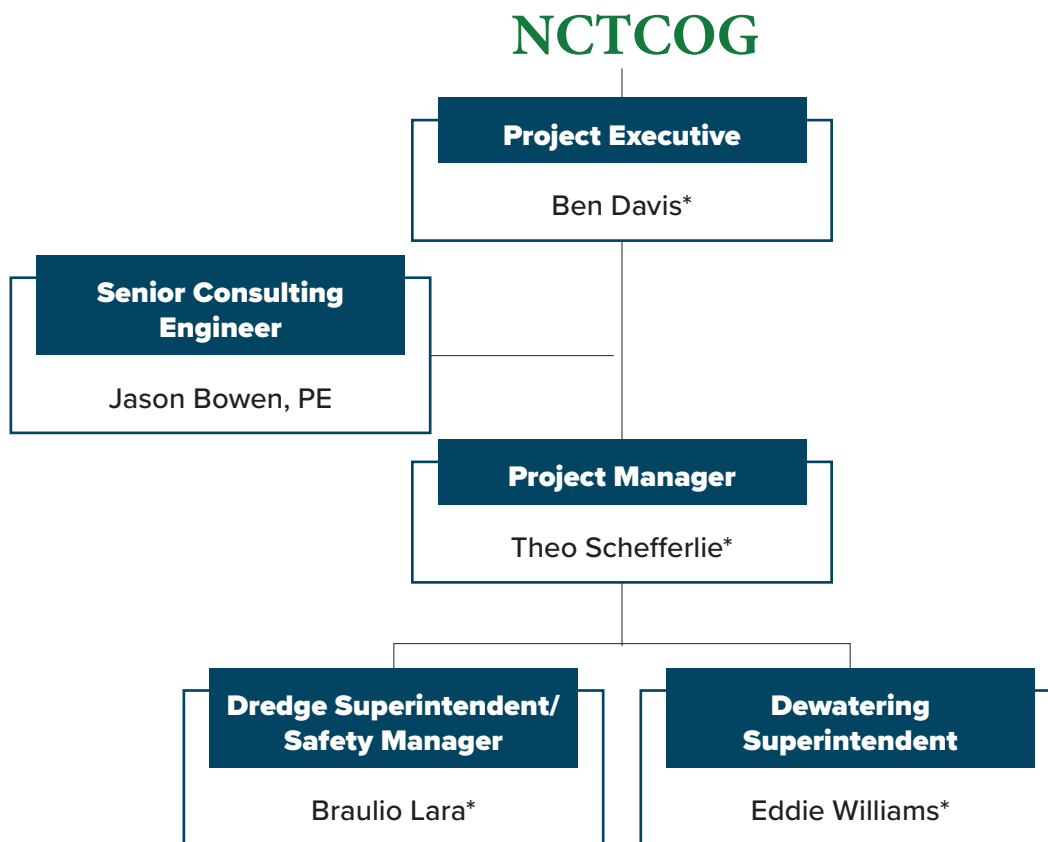 NCTCOG
Project Executive
Ben Davis*
Senior Consulting
Engineer
Jason Bowen, PE
Project Manager
Theo Schefferlie*
Dredge Superintendent/
Safety Manager
Braulio Lara*
Dewatering
Superintendent
Eddie Williams*